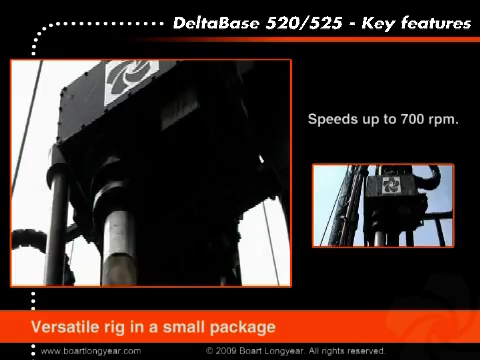 DeltaBase 520/525 - Key features
Speeds up to 700 rpm.
Versatile rig in a small package
www.boartlongyear.com
© 2009 Boart Longyear. All rights reserved.